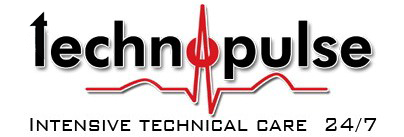 technopulse
INTENSIVE TECHNICAL CARE 24/7